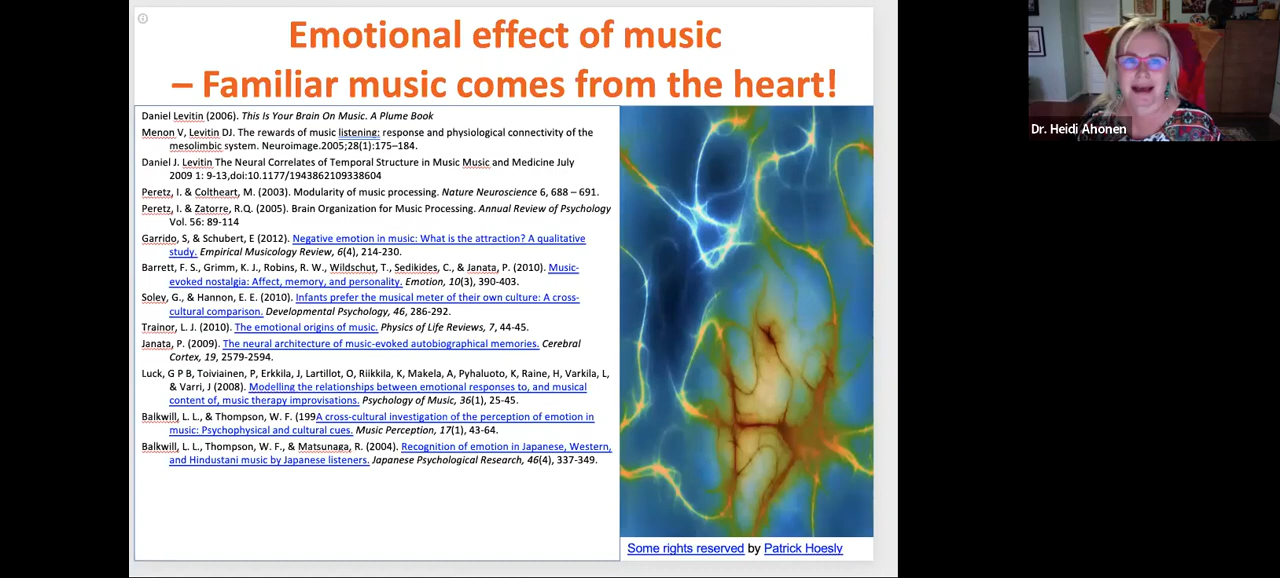 Emotional effect of music
– Familiar music comes from the heart!
Daniel Levitin (2006). This Is Your Brain On Music. A Plume Book
Menon V, Levitin DJ. The rewards of music listening: response and physiological connectivity of the
mesolimbic system. Neuroimage.2005;28(1):175–184.
Daniel J. Levitin The Neural Correlates of Temporal Structure in Music Music and Medicine July
2009 1: 9-13,doi:10.1177/1943862109338604
Peretz, I. & Coltheart, M. (2003). Modularity of music processing. Nature Neuroscience 6, 688 – 691.
Peretz, I. & Zatorre, R.Q. (2005). Brain Organization for Music Processing. Annual Review of Psychology
Vol. 56: 89-114
Garrido, S, & Schubert, E (2012). Negative emotion in music: What is the attraction? A qualitative
study. Empirical Musicology Review, 6(4), 214-230.
Barrett, F. S., Grimm, K. J., Robins, R. W., Wildschut, T., Sedikides, C., & Janata, P. (2010). Music-
evoked nostalgia: Affect, memory, and personality. Emotion, 10(3), 390-403.
Soley, G., & Hannon, E. E. (2010). Infants prefer the musical meter of their own culture: A cross-
cultural comparison. Developmental Psychology, 46, 286-292.
Trainor, L. J. (2010). The emotional origins of music. Physics of Life Reviews, 7, 44-45.
Janata, P. (2009). The neural architecture of music-evoked autobiographical memories. Cerebral
Cortex, 19, 2579-2594.
Luck, G P B, Toiviainen, P, Erkkila, J, Lartillot, O, Riikkila, K, Makela, A, Pyhaluoto, K, Raine, H, Varkila, L,
& Varri, J (2008). Modelling the relationships between emotional responses to, and musical
content of, music therapy improvisations. Psychology of Music, 36(1), 25-45.
Balkwill, L. L., & Thompson, W. F. (199A cross-cultural investigation of the perception of emotion in
music: Psychophysical and cultural cues. Music Perception, 17(1), 43-64.
Balkwill, L. L., Thompson, W. F., & Matsunaga, R. (2004). Recognition of emotion in Japanese, Western,
and Hindustani music by Japanese listeners. Japanese Psychological Research, 46(4), 337-349.
Some rights reserved by Patrick Hoesly
Dr. Heidi Ahonen